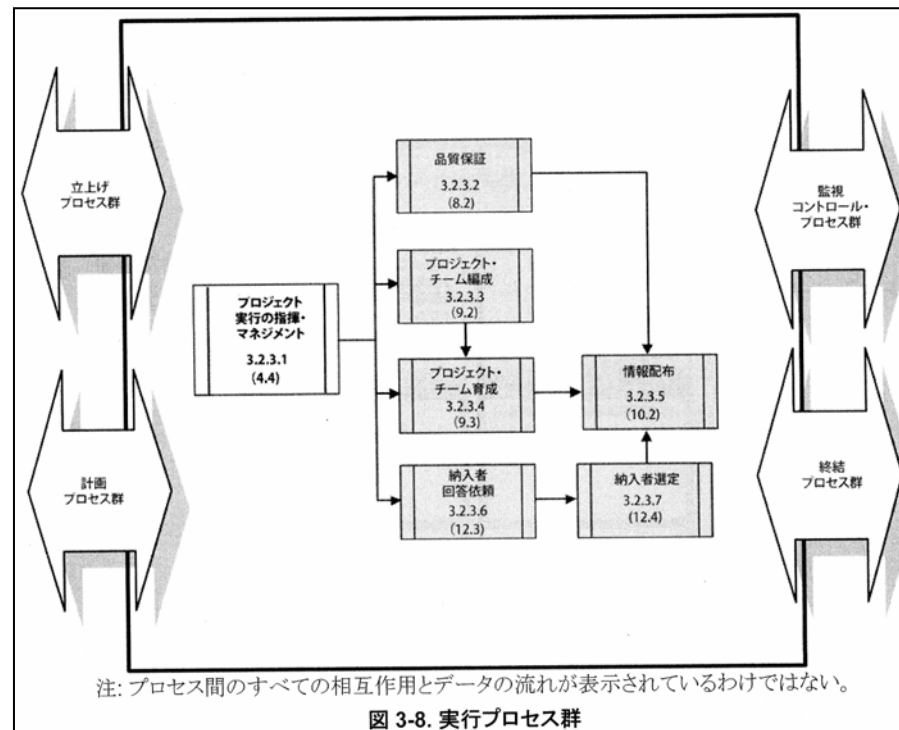 立上げ
プロセス群
計画
プロセス群
プロジェクト
実行の指揮・
マネジメント
3.2.3.1
(4.4)
品質保証
3.2.3.2
(8.2)
プロジェクト・
チーム編成
3.2.3.3
(9.2)
プロジェクト・
チーム育成
3.2.3.4
(9.3)
納入者
回答依頼
3.2.3.6
(12.3)
情報配布
3.2.3.5
(10.2)
納入者選定
3.2.3.7
(12.4)
監視
コントロール・
プロセス群
終結
プロセス群
注: プロセス間のすべての相互作用とデータの流れが表示されているわけではない。
図 3-8. 実行プロセス群